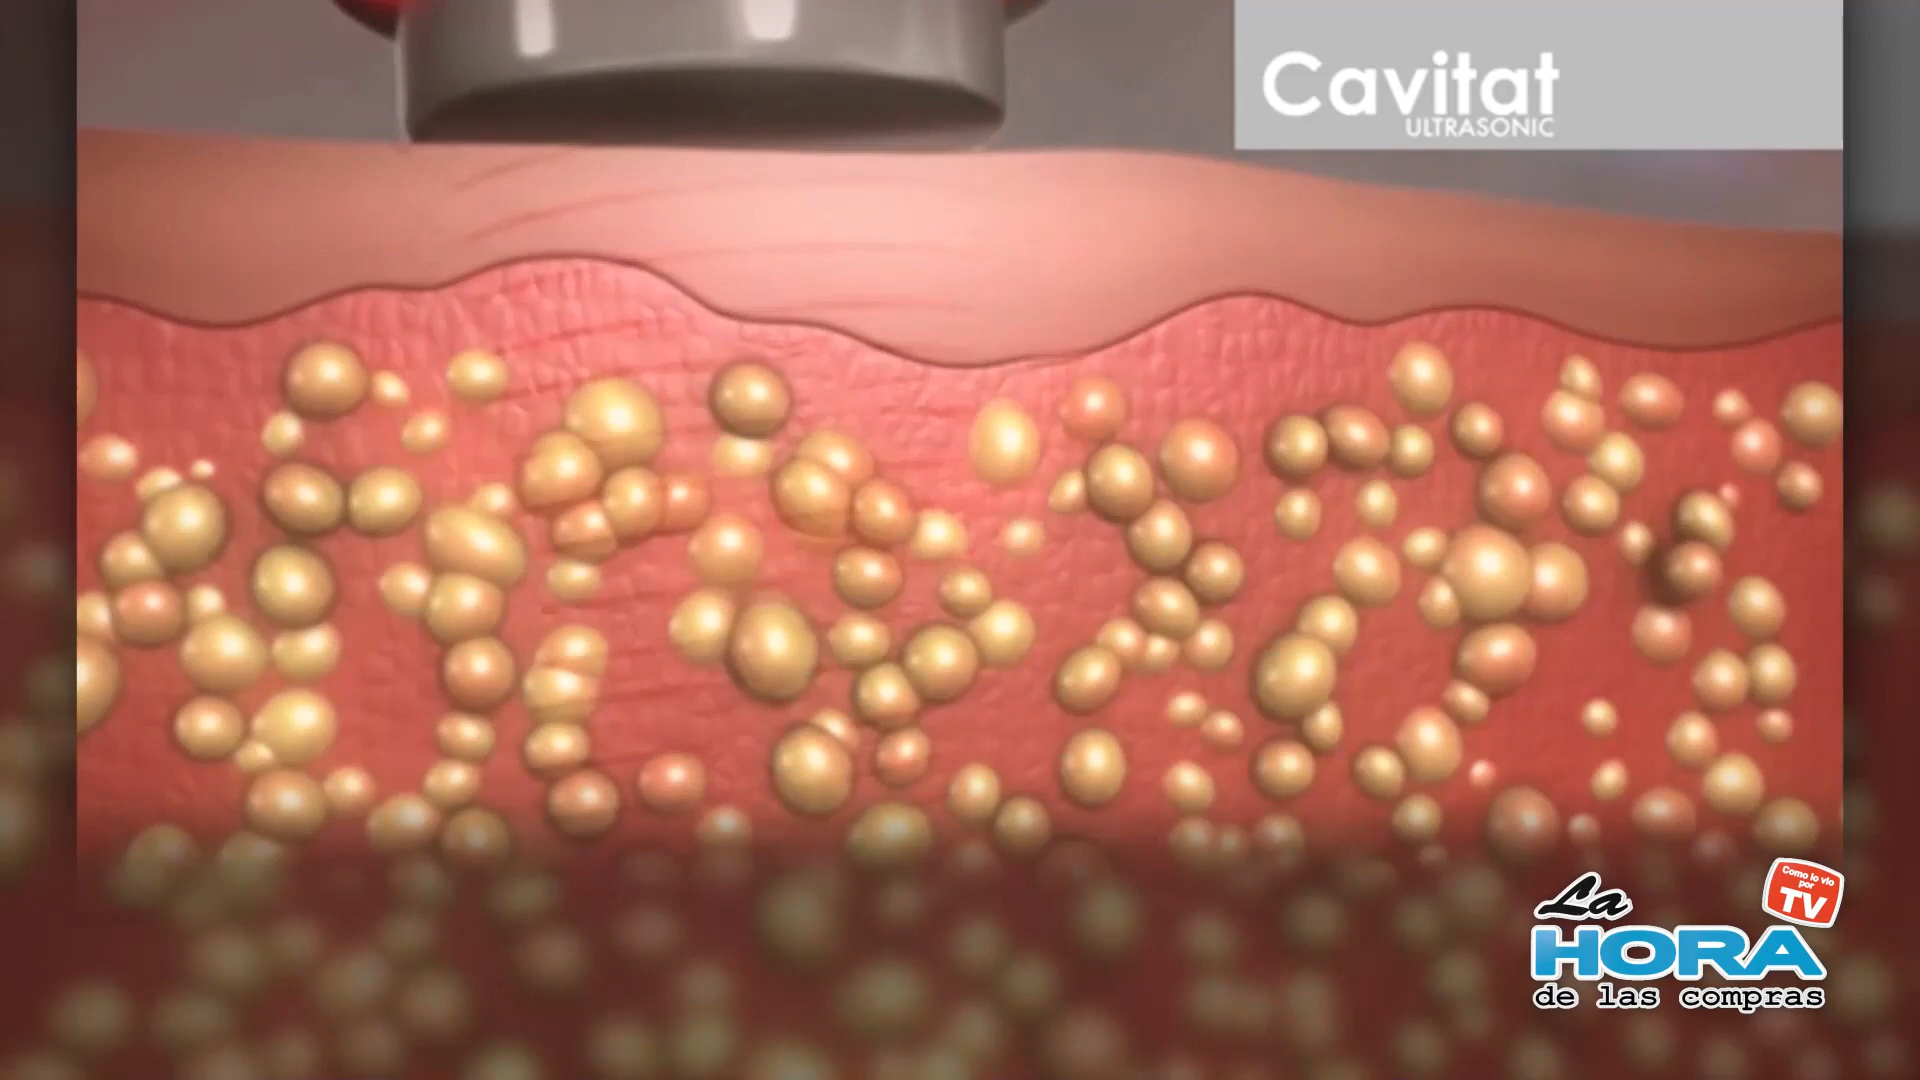 Cavitat
ULTRASONIC
La
HORA
de las compras
Como lo vio
por
TV